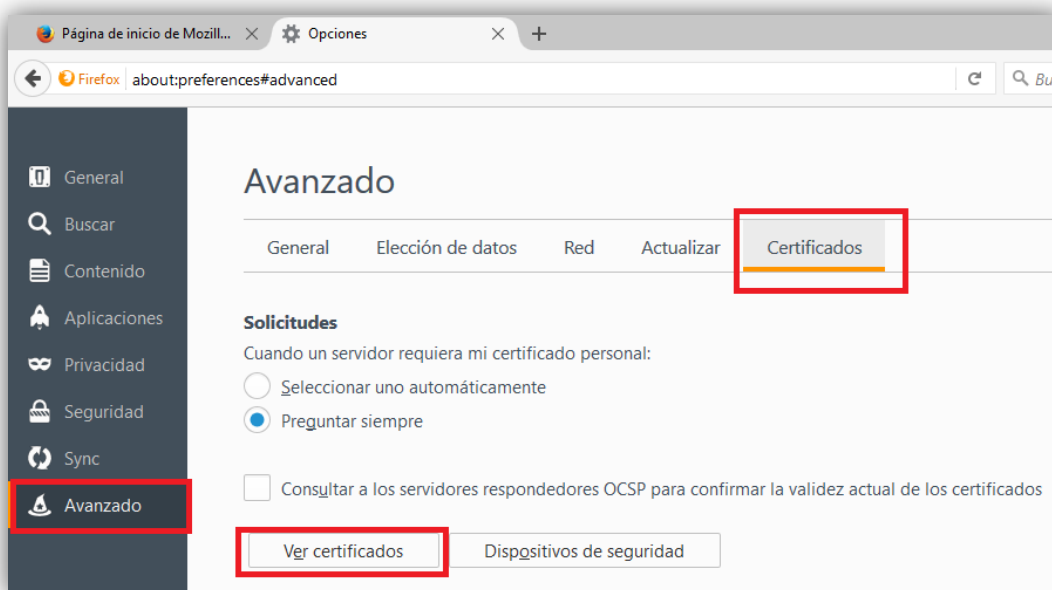 Página de inicio de Mozill...
Opciones
Firefox
about:preferences#advanced
Bu
General
Buscar
Contenido
Aplicaciones
Privacidad
Seguridad
Sync
Avanzado
Avanzado
General Elección de datos Red Actualizar Certificados
Solicitudes
Cuando un servidor requiera mi certificado personal:
Seleccionar uno automáticamente
Preguntar siempre
Consultar a los servidores respondedores OCSP para confirmar la validez actual de los certificados
Ver certificados Dispositivos de seguridad